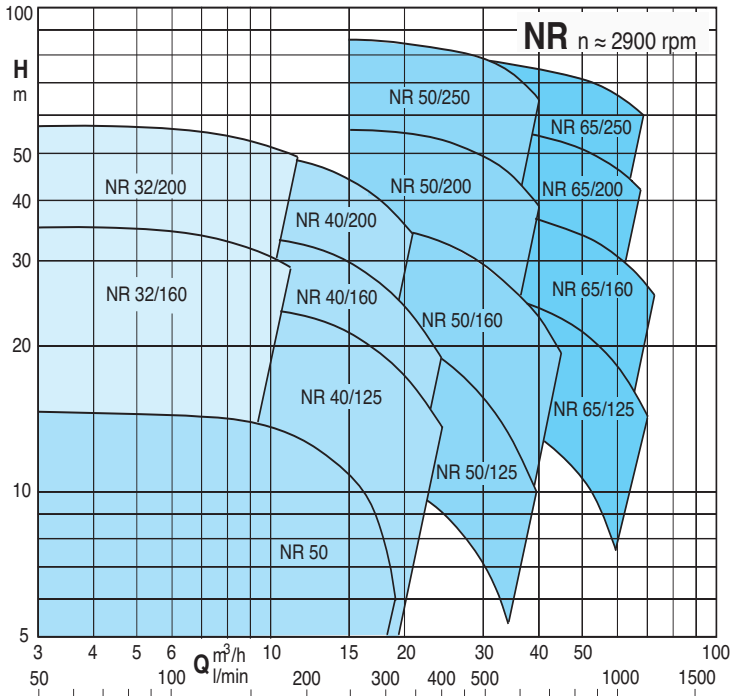 100
H
m
NR n ≈ 2900 rpm
NR 50/250
NR 65/250
50
NR 32/200
NR 50/200
NR 65/200
40
NR 40/200
30
NR 32/160
NR 40/160
NR 65/160
NR 50/160
20
NR 40/125
NR 65/125
NR 50/125
10
NR 50
5
3 4 5 6 10 15 20 30 40 50 100
Q m³/h
l/min
50 100 200 300 400 500 1000 1500